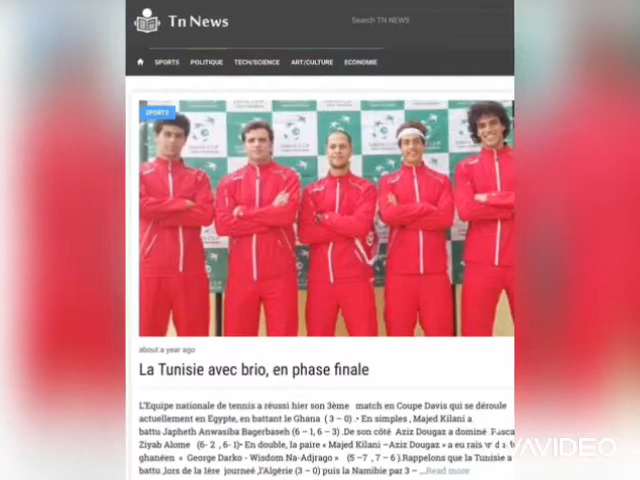 Tn News
Search TN NEWS
SPORTS POLITIQUE TECH/SCIENCE ART/CULTURE ECONOMIE
SPORTS
about a year ago
La Tunisie avec brio, en phase finale
L'Equipe nationale de tennis a réussi hier son 3ème match en Coupe Davis qui se déroule
actuellement en Egypte, en battant le Ghana ( 3 – 0) .• En simples , Majed Kilani a
battu Japheth Anwasiba Bagerbaseh (6 – 1, 6 – 3) .De son côté Aziz Dougaz a dominé
Ziyab Alome (6- 2 , 6- 1)• En double, la paire « Majed Kilani –Aziz Dougaz » a eu
ghanéen « George Darko - Wisdom Na-Adjrago » (5 –7 , 7 – 6 ).Rappelons que la Tunisie a
battu ,lors de la 1ère journeé ,l'Algérie (3 – 0) puis la Namibie par 3 – ...Read more